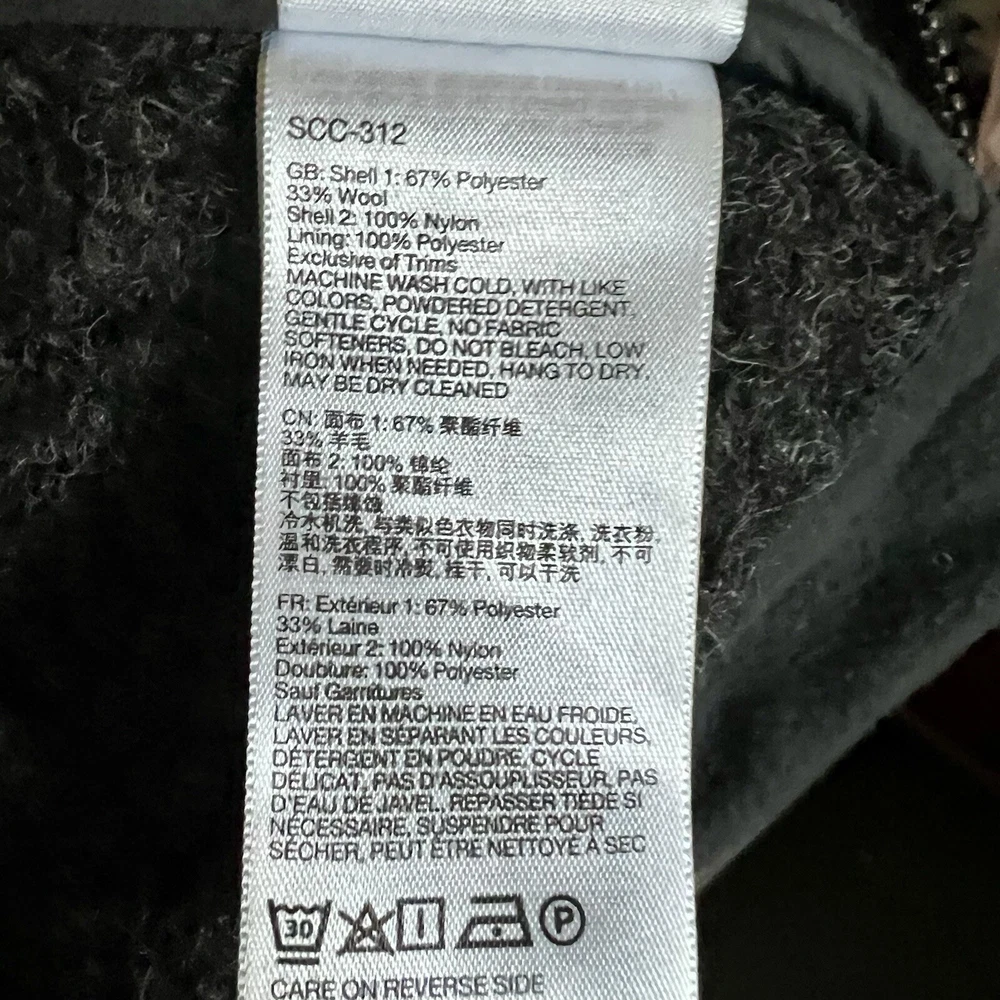 SCC-312
GB: Shell 1: 67% Polyester
33% Wool
Shell 2: 100% Nylon
Lining: 100% Polyester
Exclusive of Trims
MACHINE WASH COLD, WITH LIKE
COLORS, POWDERED DETERGENT,
GENTLE CYCLE, NO FABRIC
SOFTENERS, DO NOT BLEACH, LOW
IRON WHEN NEEDED, HANG TO DRY,
MAY BE DRY CLEANED
CN: 面布 1: 67% 聚酯纤维
33% 羊毛
面布 2: 100% 锦纶
衬里: 100% 聚酯纤维
不包括缘饰
冷水机洗, 与类似色衣物同时洗涤, 洗衣粉,
温和洗衣程序, 不可使用织物柔软剂, 不可
漂白, 需要时冷熨, 挂干, 可以干洗
FR: Extérieur 1: 67% Polyester
33% Laine
Extérieur 2: 100% Nylon
Doublure: 100% Polyester
Sauf Garnitures
LAVER EN MACHINE EN EAU FROIDE,
LAVER EN SÉPARANT LES COULEURS,
DÉTERGENT EN POUDRE, CYCLE
DÉLICAT, PAS D'ASSOUPLISSEUR, PAS
D'EAU DE JAVEL, REPASSER TIÈDE SI
NÉCESSAIRE, SUSPENDRE POUR
SÉCHER, PEUT ÊTRE NETTOYÉ À SEC
30 P
CARE ON REVERSE SIDE